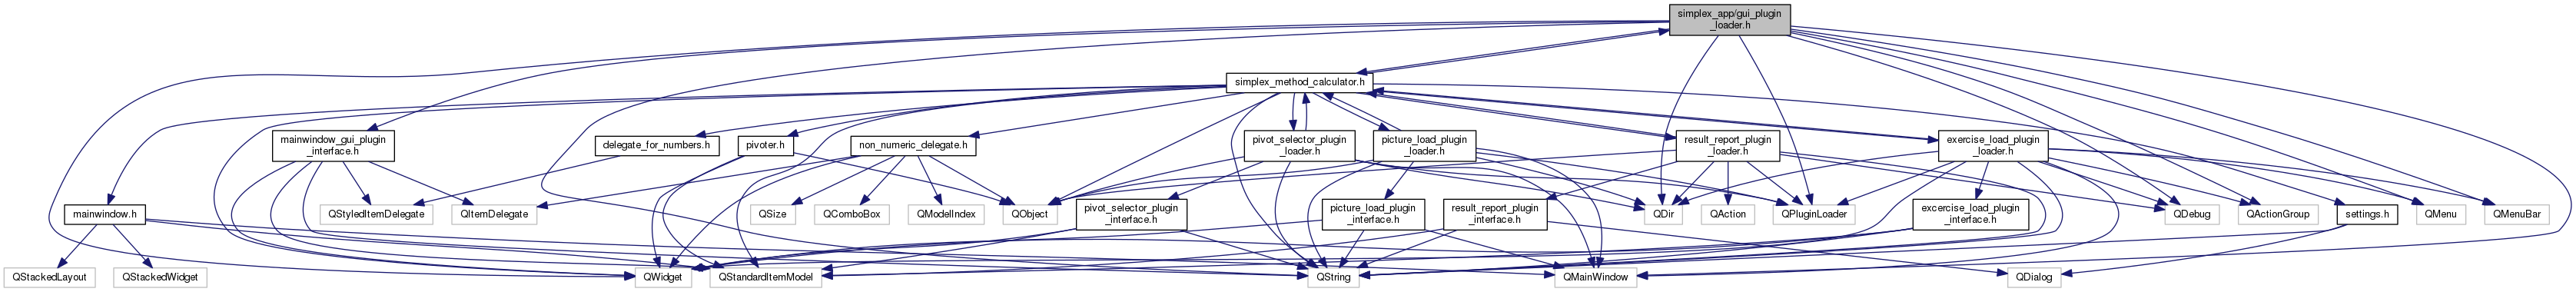 simplex_app/gui_plugin
_loader.h
simplex_method_calculator.h
mainwindow_gui_plugin
_interface.h
delegate_for_numbers.h
pivoter.h
non_numeric_delegate.h
pivot_selector_plugin
_loader.h
picture_load_plugin
_loader.h
result_report_plugin
_loader.h
exercise_load_plugin
_loader.h
mainwindow.h
QStyledItemDelegate
QItemDelegate
QSize
QComboBox
QModelIndex
QObject
pivot_selector_plugin
_interface.h
picture_load_plugin
_interface.h
result_report_plugin
_interface.h
QDir
QAction
QPluginLoader
excercise_load_plugin
_interface.h
QDebug
QActionGroup
settings.h
QMenu
QMenuBar
QStackedLayout
QStackedWidget
QWidget
QStandardItemModel
QString
QMainWindow
QDialog